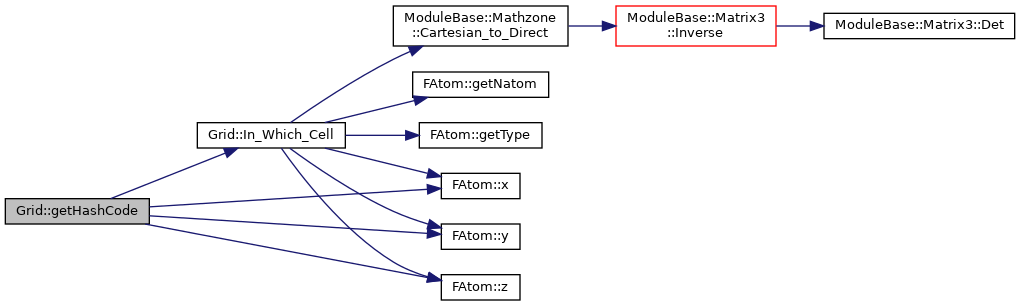 Grid::getHashCode
Grid::In_Which_Cell
ModuleBase::Mathzone
::Cartesian_to_Direct
ModuleBase::Matrix3
::Inverse
ModuleBase::Matrix3::Det
FAtom::getNatom
FAtom::getType
FAtom::x
FAtom::y
FAtom::z